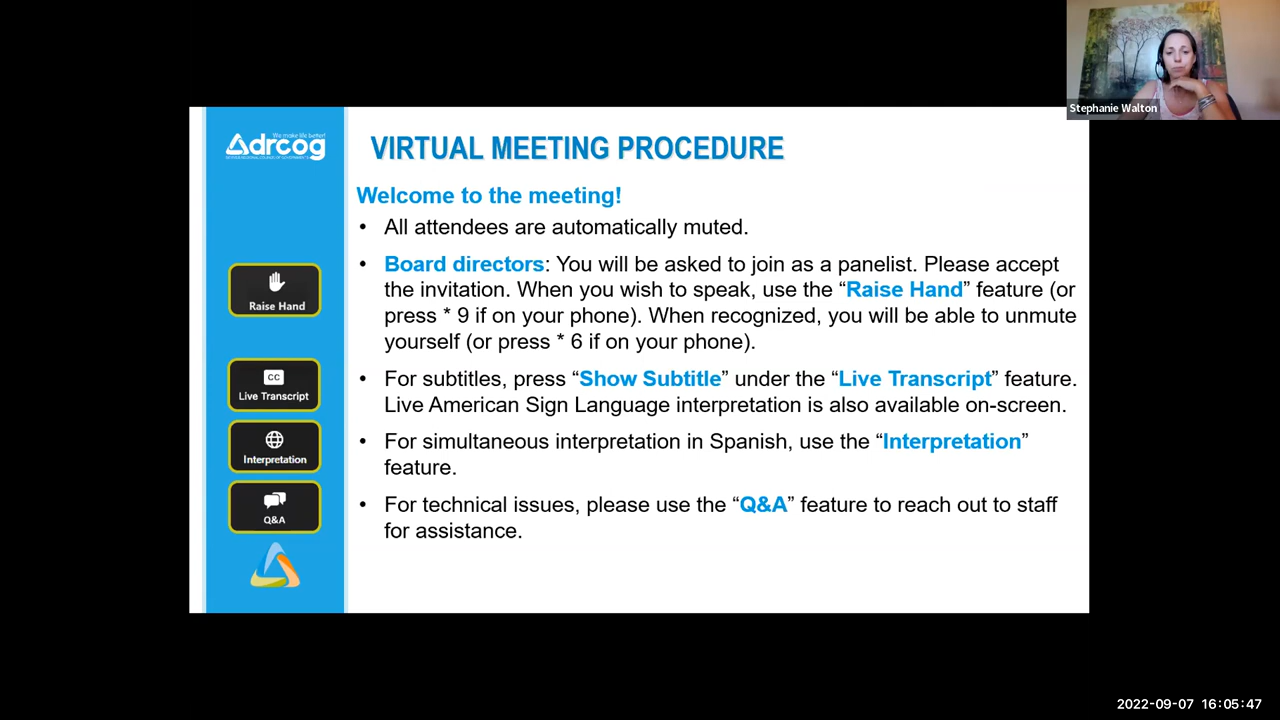 Stephanie Walton
We make life better!
drcog
VIRTUAL MEETING PROCEDURE
Welcome to the meeting!
• All attendees are automatically muted.
• Board directors: You will be asked to join as a panelist. Please accept
the invitation. When you wish to speak, use the “Raise Hand” feature (or
press * 9 if on your phone). When recognized, you will be able to unmute
yourself (or press * 6 if on your phone).
• For subtitles, press “Show Subtitle” under the “Live Transcript” feature.
Live American Sign Language interpretation is also available on-screen.
• For simultaneous interpretation in Spanish, use the “Interpretation”
feature.
• For technical issues, please use the “Q&A” feature to reach out to staff
for assistance.
Raise Hand
CC
Live Transcript
Interpretation
Q&A
2022-09-07 16:05:47